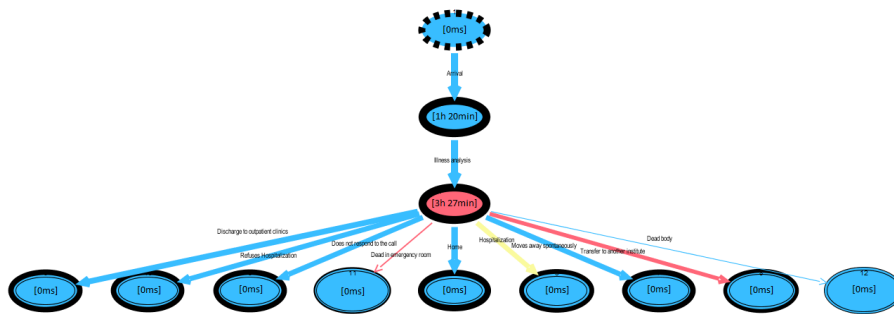 [0ms]
Arrival
[1h 20min]
Illness analysis
[3h 27min]
Discharge to outpatient clinics
Refuses Hospitalization
Does not respond to the call
Dead in emergency room
Home
Hospitalization
Moves away spontaneously
Transfer to another institute
Dead body
[0ms]
[0ms]
[0ms]
11
[0ms]
[0ms]
[0ms]
[0ms]
[0ms]
12
[0ms]